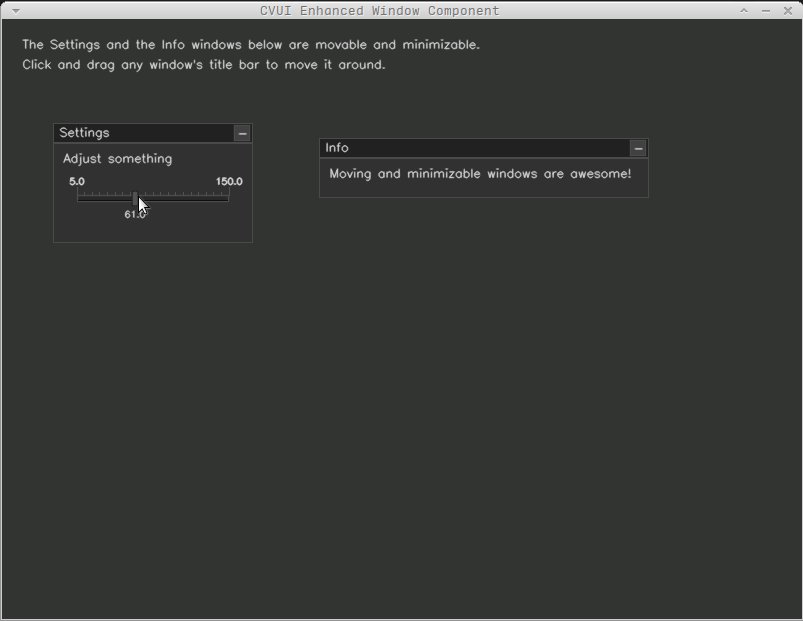 CVUI Enhanced Window Component
The Settings and the Info windows below are movable and minimizable.
Click and drag any window's title bar to move it around.
Settings
Adjust something
5.0 150.0
61.0
Info
Moving and minimizable windows are awesome!